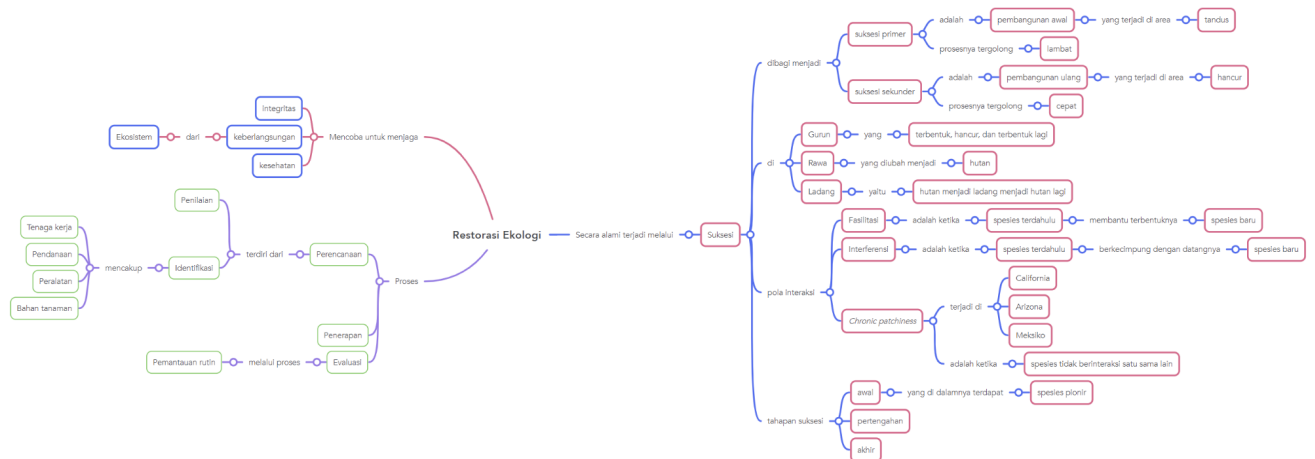 Restorasi Ekologi
Mencoba untuk menjaga
Integritas
keberlangsungan
kesehatan
dari
Ekosistem
Proses
Perencanaan
terdiri dari
Penilaian
Identifikasi
mencakup
Tenaga kerja
Pendanaan
Peralatan
Bahan tanaman
Penerapan
Evaluasi
melalui proses
Pemantauan rutin
Secara alami terjadi melalui
Suksesi
dibagi menjadi
suksesi primer
adalah
pembangunan awal
yang terjadi di area
tandus
prosesnya tergolong
lambat
suksesi sekunder
adalah
pembangunan ulang
yang terjadi di area
hancur
prosesnya tergolong
cepat
di
Gurun
yang
terbentuk, hancur, dan terbentuk lagi
Rawa
yang diubah menjadi
hutan
Ladang
yaitu
hutan menjadi ladang menjadi hutan lagi
pola interaksi
Fasilitasi
adalah ketika
spesies terdahulu
membantu terbentuknya
spesies baru
Interferensi
adalah ketika
spesies terdahulu
berkecimpung dengan datangnya
spesies baru
Chronic patchiness
terjadi di
California
Arizona
Meksiko
adalah ketika
spesies tidak berinteraksi satu sama lain
tahapan suksesi
awal
yang di dalamnya terdapat
spesies pionir
pertengahan
akhir